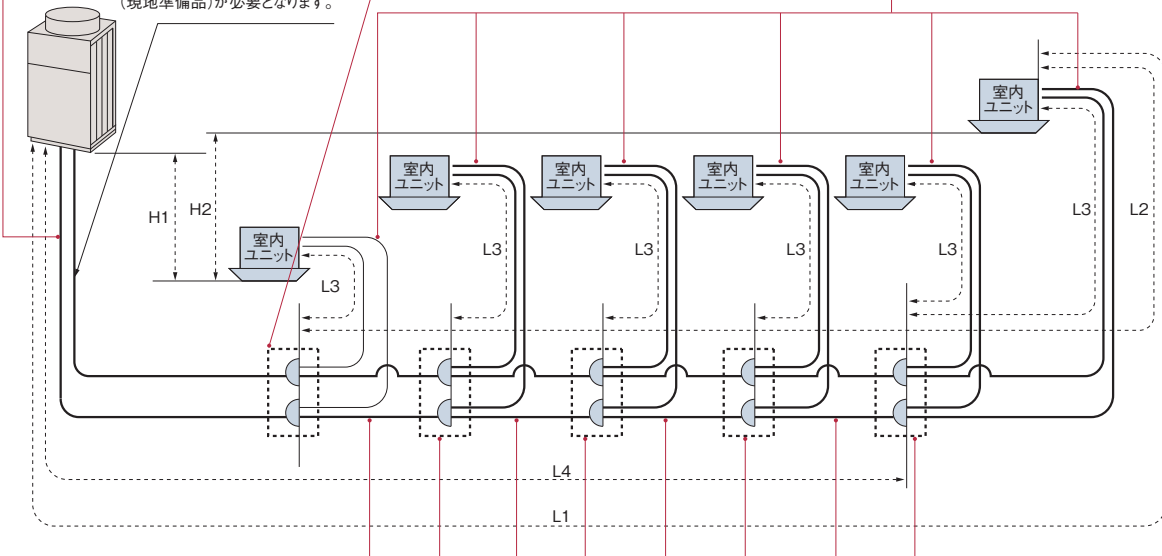 (現地準備品)が必要となります。
室内
ユニット
室内
ユニット
室内
ユニット
室内
ユニット
室内
ユニット
室内
ユニット
H1
H2
L3
L3
L3
L3
L3
L3
L2
L4
L1